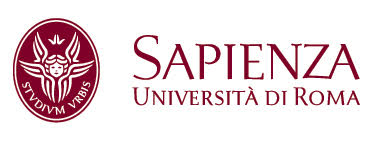 STVDIVM VRBIS
SAPIENZA
UNIVERSITÀ DI ROMA